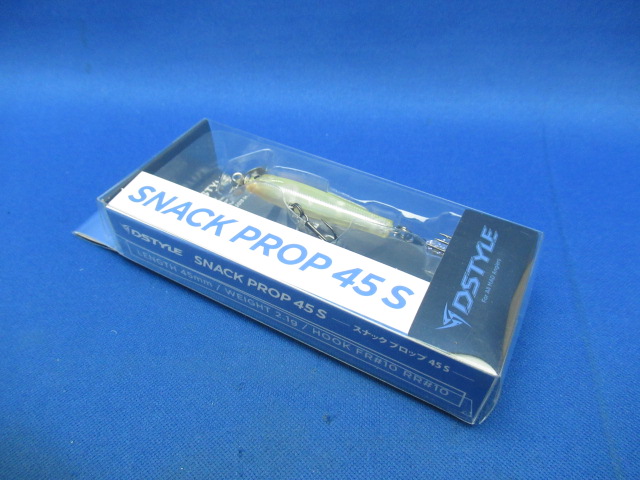 SNACK PROP 45 S
DSTYLE
DSTYLE SNACK PROP 45 S スナック プロップ 45 S
LENGTH 45mm / WEIGHT 2.1g / HOOK FR#10 RR#10